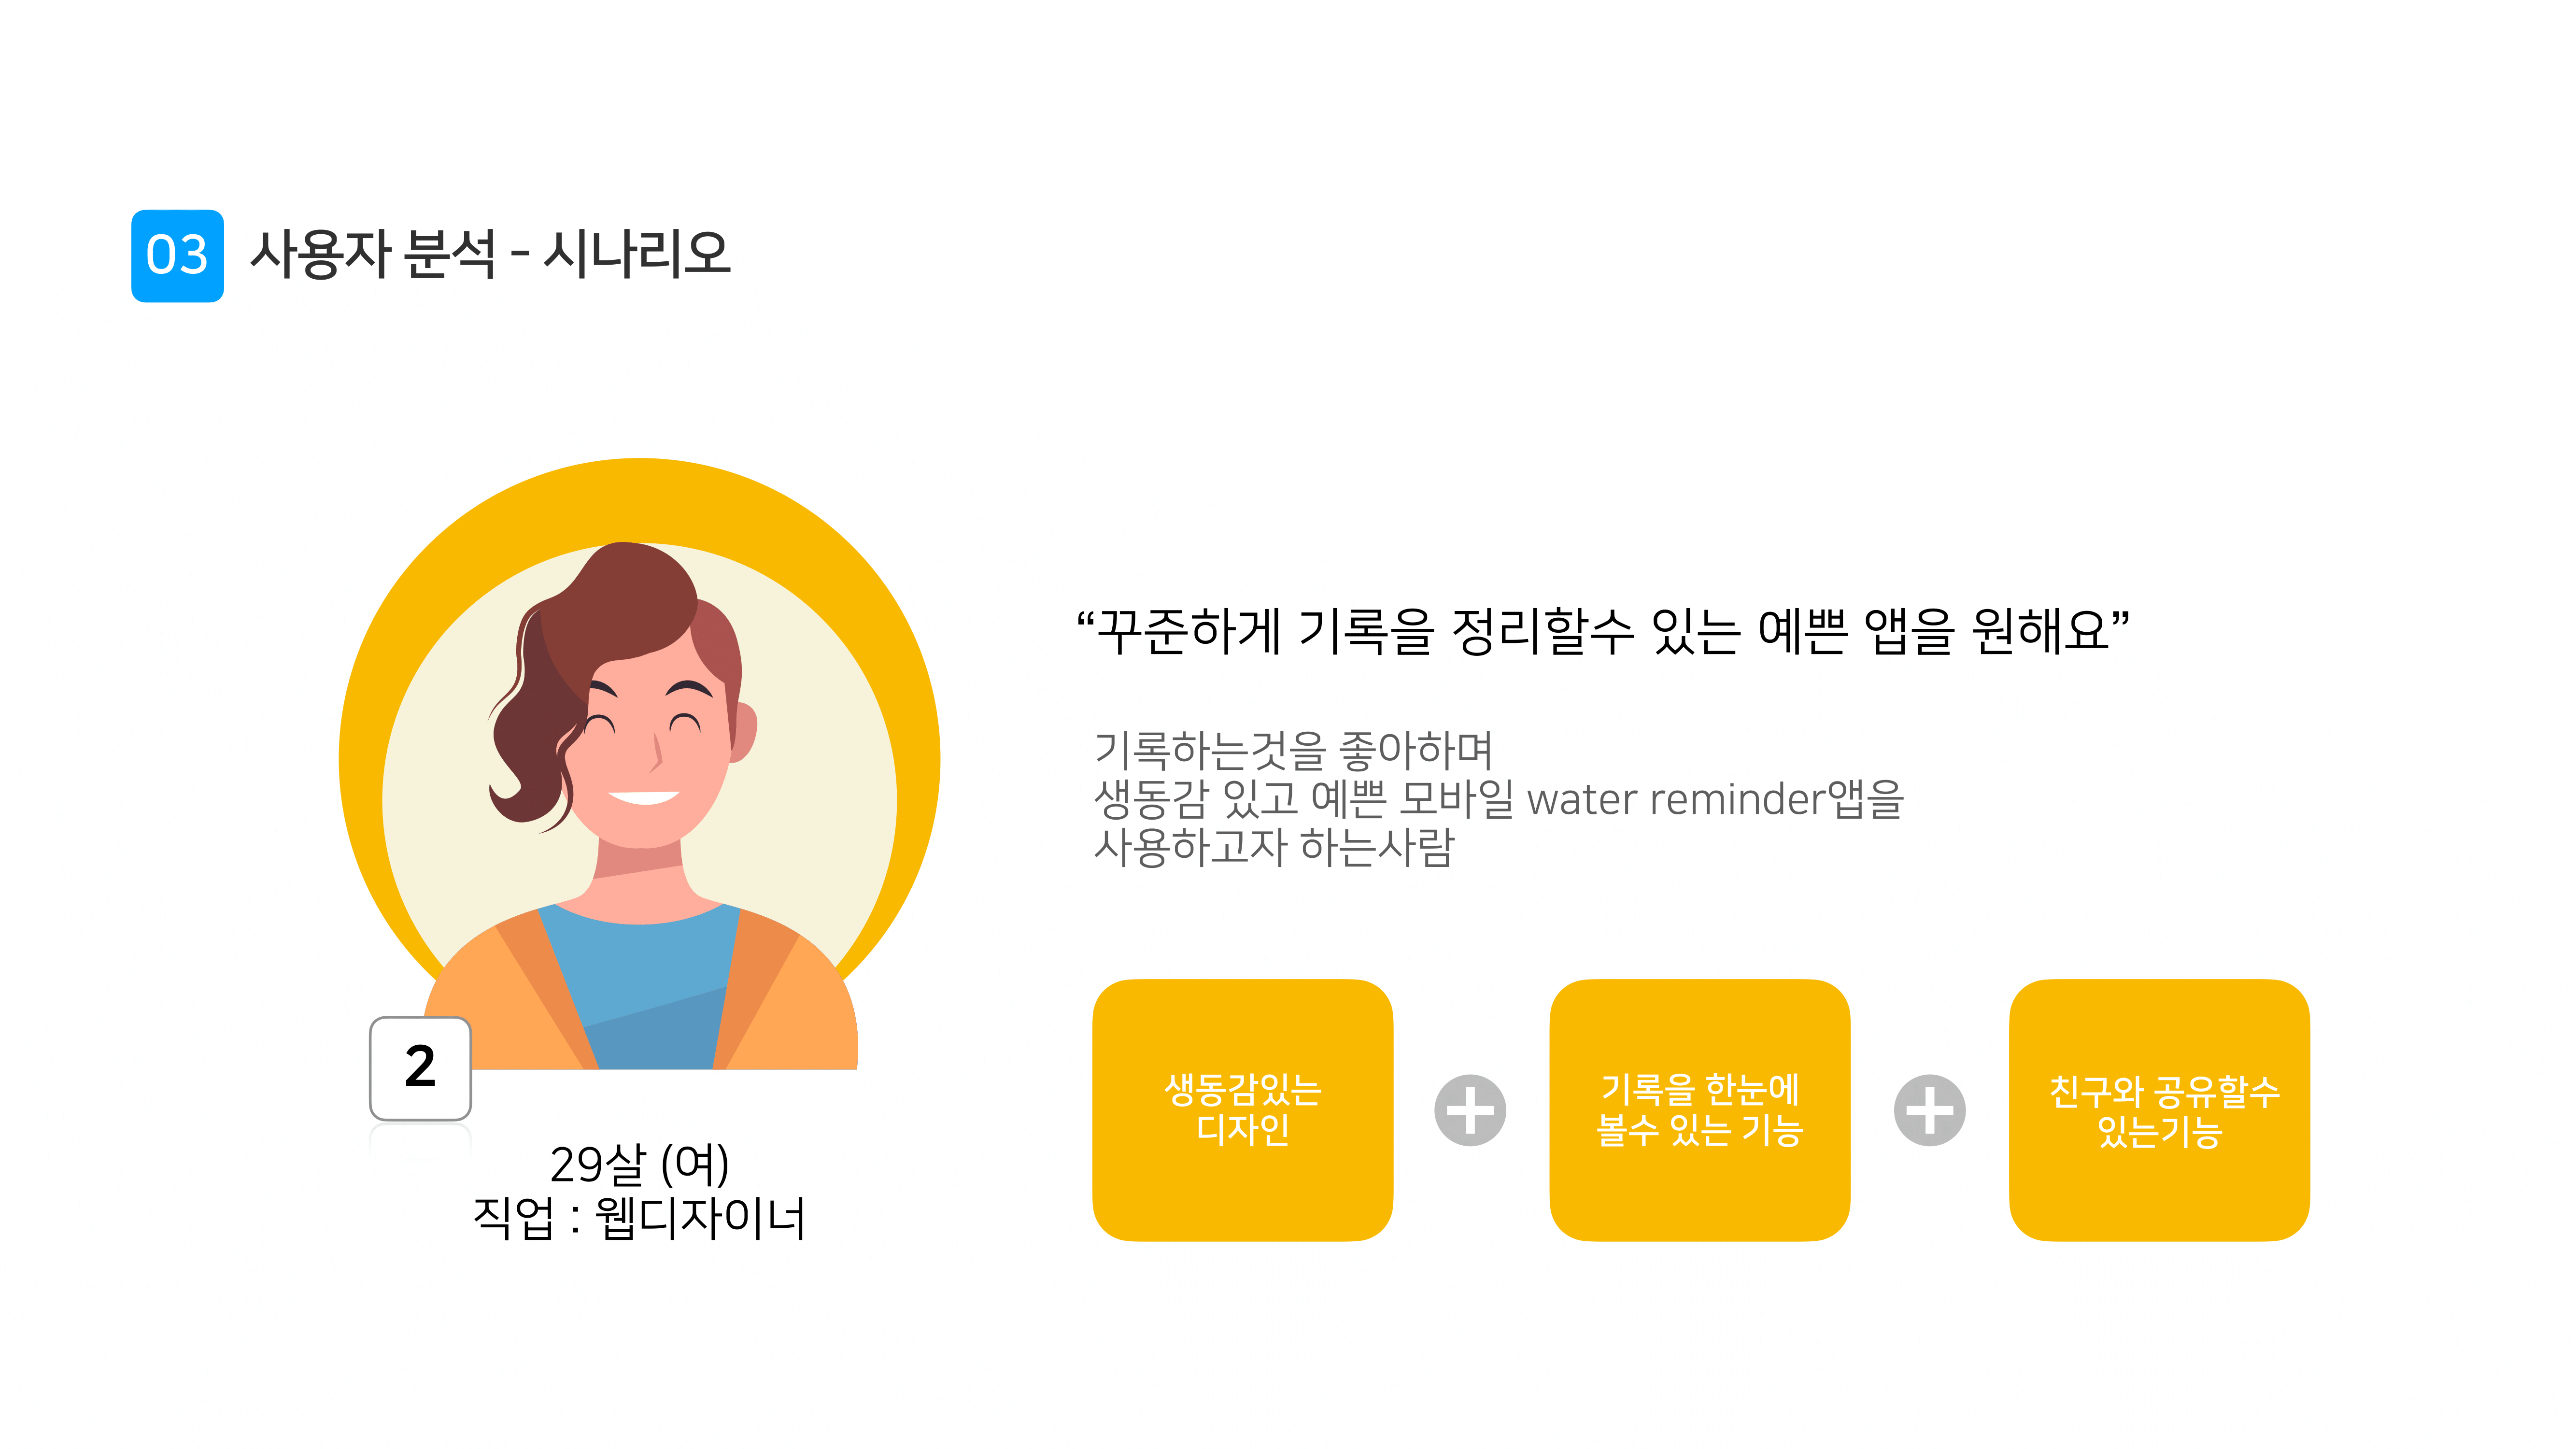 03 사용자 분석 - 시나리오
“꾸준하게 기록을 정리할수 있는 예쁜 앱을 원해요”
기록하는것을 좋아하며
생동감 있고 예쁜 모바일 water reminder앱을
사용하고자 하는사람
2
29살 (여)
직업 : 웹디자이너
생동감있는
디자인
기록을 한눈에
볼수 있는 기능
친구와 공유할수
있는기능